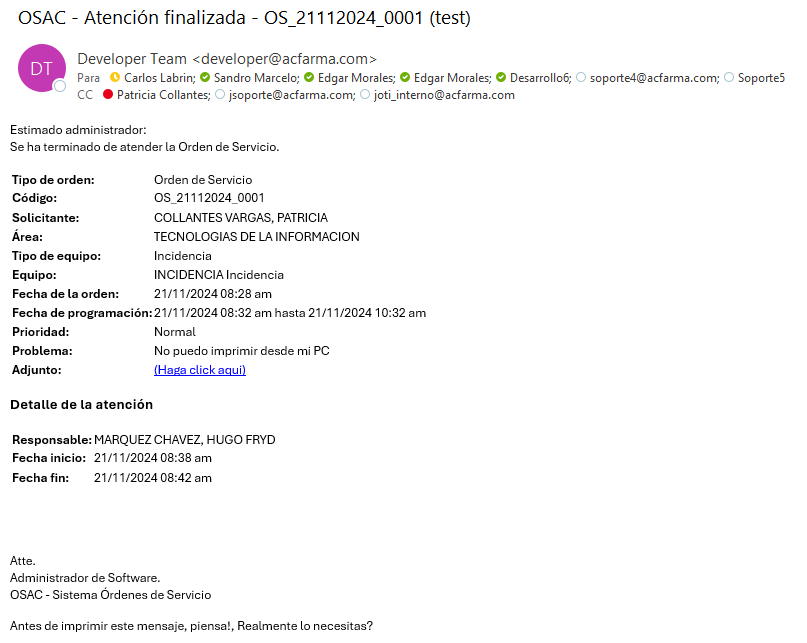 OSAC - Atención finalizada - OS_21112024_0001 (test)
DT
Developer Team <developer@acfarma.com>
Para Carlos Labrin; Sandro Marcelo; Edgar Morales; Edgar Morales; Desarrollo6; soporte4@acfarma.com; Soporte5
CC Patricia Collantes; jsoporte@acfarma.com; joti_interno@acfarma.com
Estimado administrador:
Se ha terminado de atender la Orden de Servicio.
Tipo de orden: Orden de Servicio
Código: OS_21112024_0001
Solicitante: COLLANTES VARGAS, PATRICIA
Área: TECNOLOGIAS DE LA INFORMACION
Tipo de equipo: Incidencia
Equipo: INCIDENCIA Incidencia
Fecha de la orden: 21/11/2024 08:28 am
Fecha de programación: 21/11/2024 08:32 am hasta 21/11/2024 10:32 am
Prioridad: Normal
Problema: No puedo imprimir desde mi PC
Adjunto: (Haga click aqui)
Detalle de la atención
Responsable: MARQUEZ CHAVEZ, HUGO FRYD
Fecha inicio: 21/11/2024 08:38 am
Fecha fin: 21/11/2024 08:42 am
Atte.
Administrador de Software.
OSAC - Sistema Órdenes de Servicio
Antes de imprimir este mensaje, piensa!, Realmente lo necesitas?